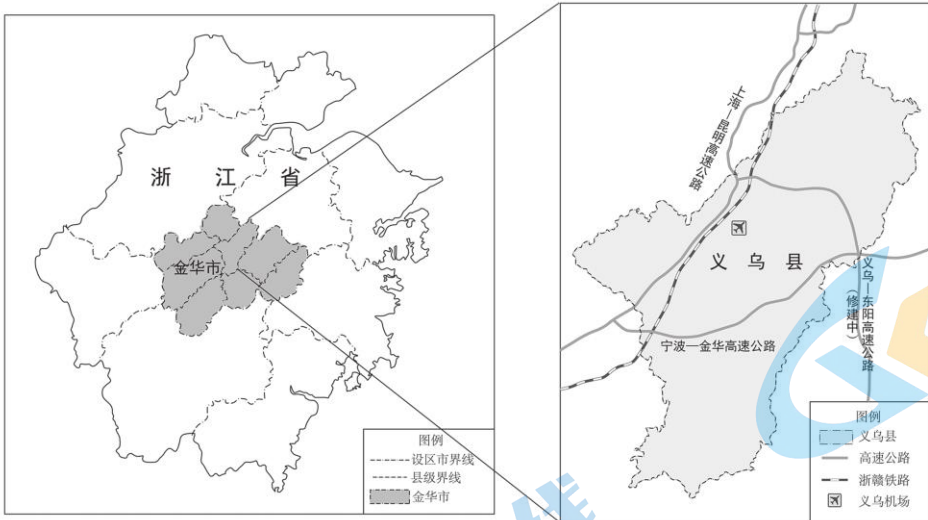 浙江省
金华市
图例
设区市界线
县级界线
金华市
上海—昆明高速公路
义乌县
义乌—东阳高速公路
(修建中)
宁波—金华高速公路
图例
义乌县
高速公路
浙赣铁路
义乌机场
线